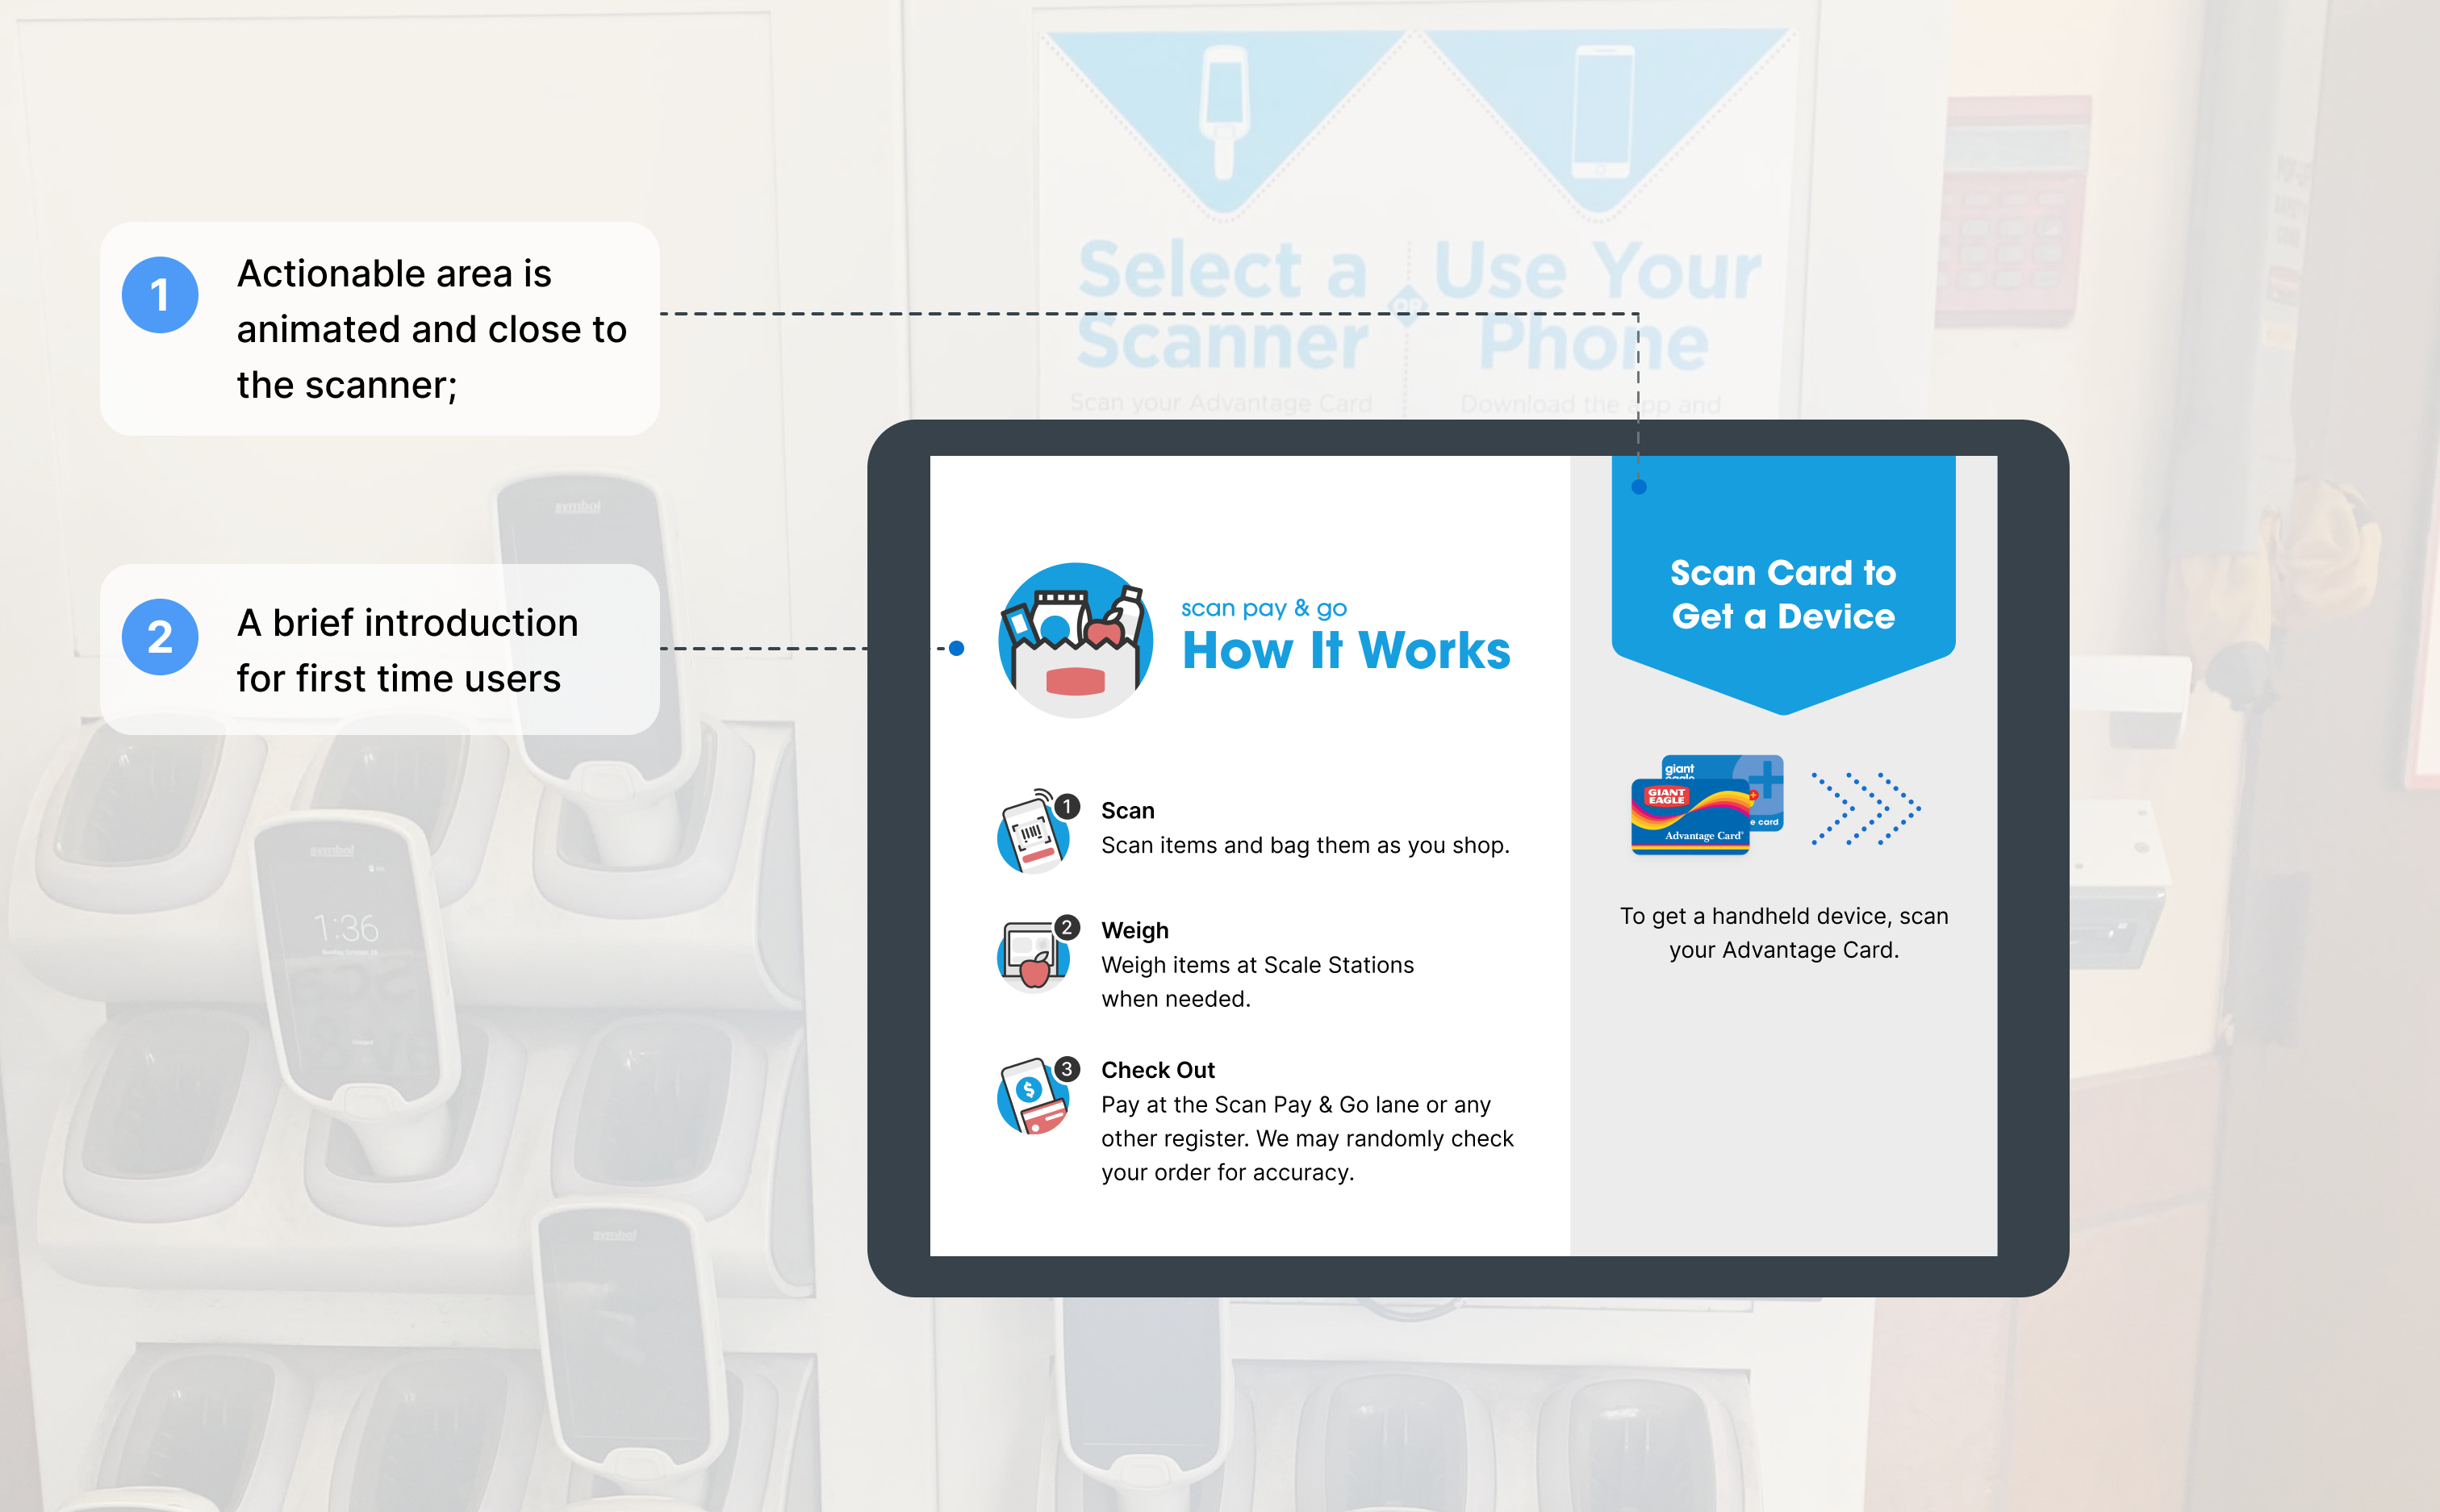 Select a
Scanner
Scan your Advantage Card
OR
Use Your
Phone
Download the app and
1
Actionable area is
animated and close to
the scanner;
2
A brief introduction
for first time users
symbol
symbol
1:36
symbol
scan pay & go
How It Works
1
Scan
Scan items and bag them as you shop.
2
Weigh
Weigh items at Scale Stations
when needed.
3
$
Check Out
Pay at the Scan Pay & Go lane or any
other register. We may randomly check
your order for accuracy.
Scan Card to
Get a Device
giant
eagle
GIANT
EAGLE
Advantage Card®
e card
To get a handheld device, scan
your Advantage Card.